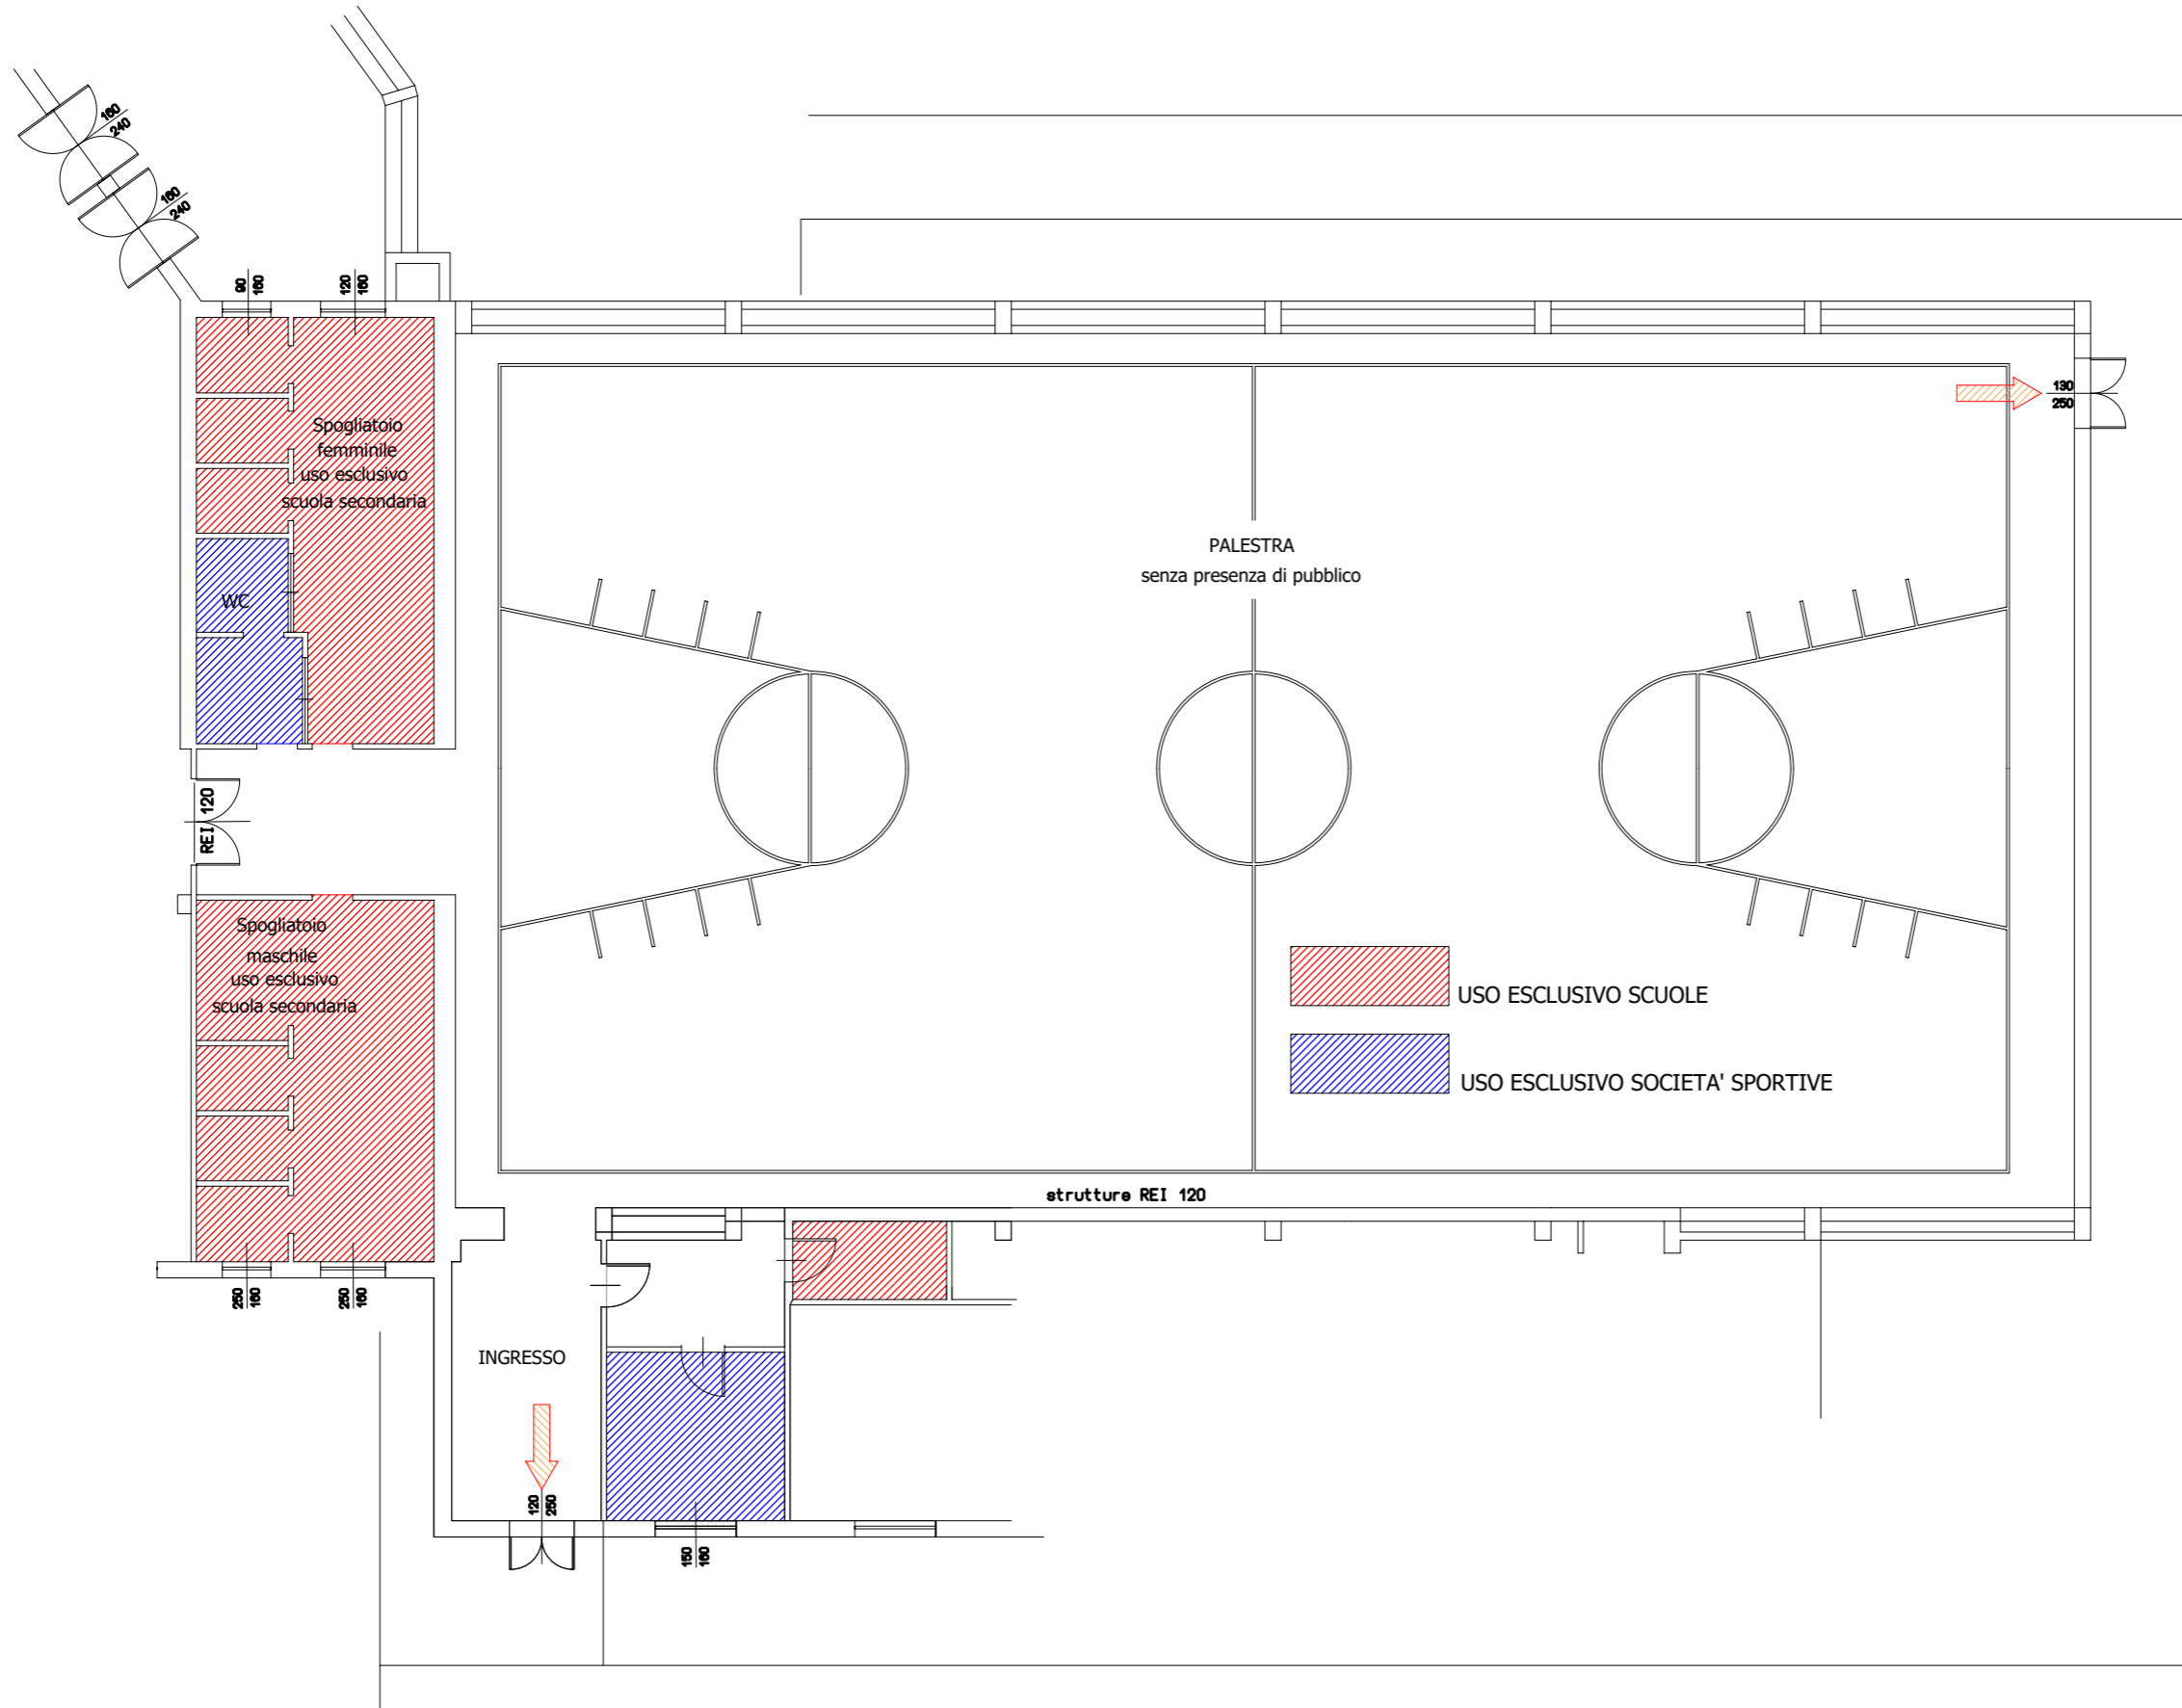 160
240
160
240
90
160
120
160
130
250
Spogliatoio
femminile
uso esclusivo
scuola secondaria
PALESTRA
senza presenza di pubblico
WC
REI 120
Spogliatoio
maschile
uso esclusivo
scuola secondaria
USO ESCLUSIVO SCUOLE
USO ESCLUSIVO SOCIETA' SPORTIVE
strutture REI 120
250
160
250
160
INGRESSO
120
250
150
160